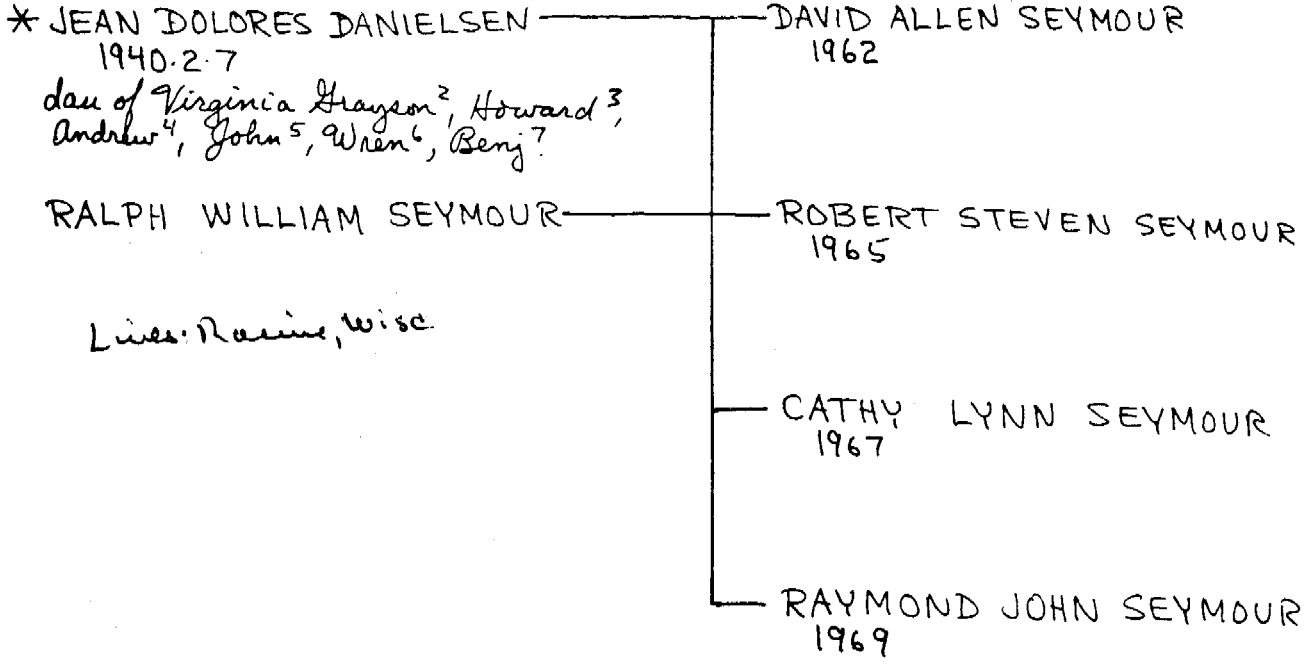 * JEAN DOLORES DANIELSEN
1940.2.7
dau of Virginia Grayson², Howard³,
Andrew⁴, John⁵, Wren⁶, Benj⁷
RALPH WILLIAM SEYMOUR
Lives: Racine, Wisc.
DAVID ALLEN SEYMOUR
1962
ROBERT STEVEN SEYMOUR
1965
CATHY LYNN SEYMOUR
1967
RAYMOND JOHN SEYMOUR
1969